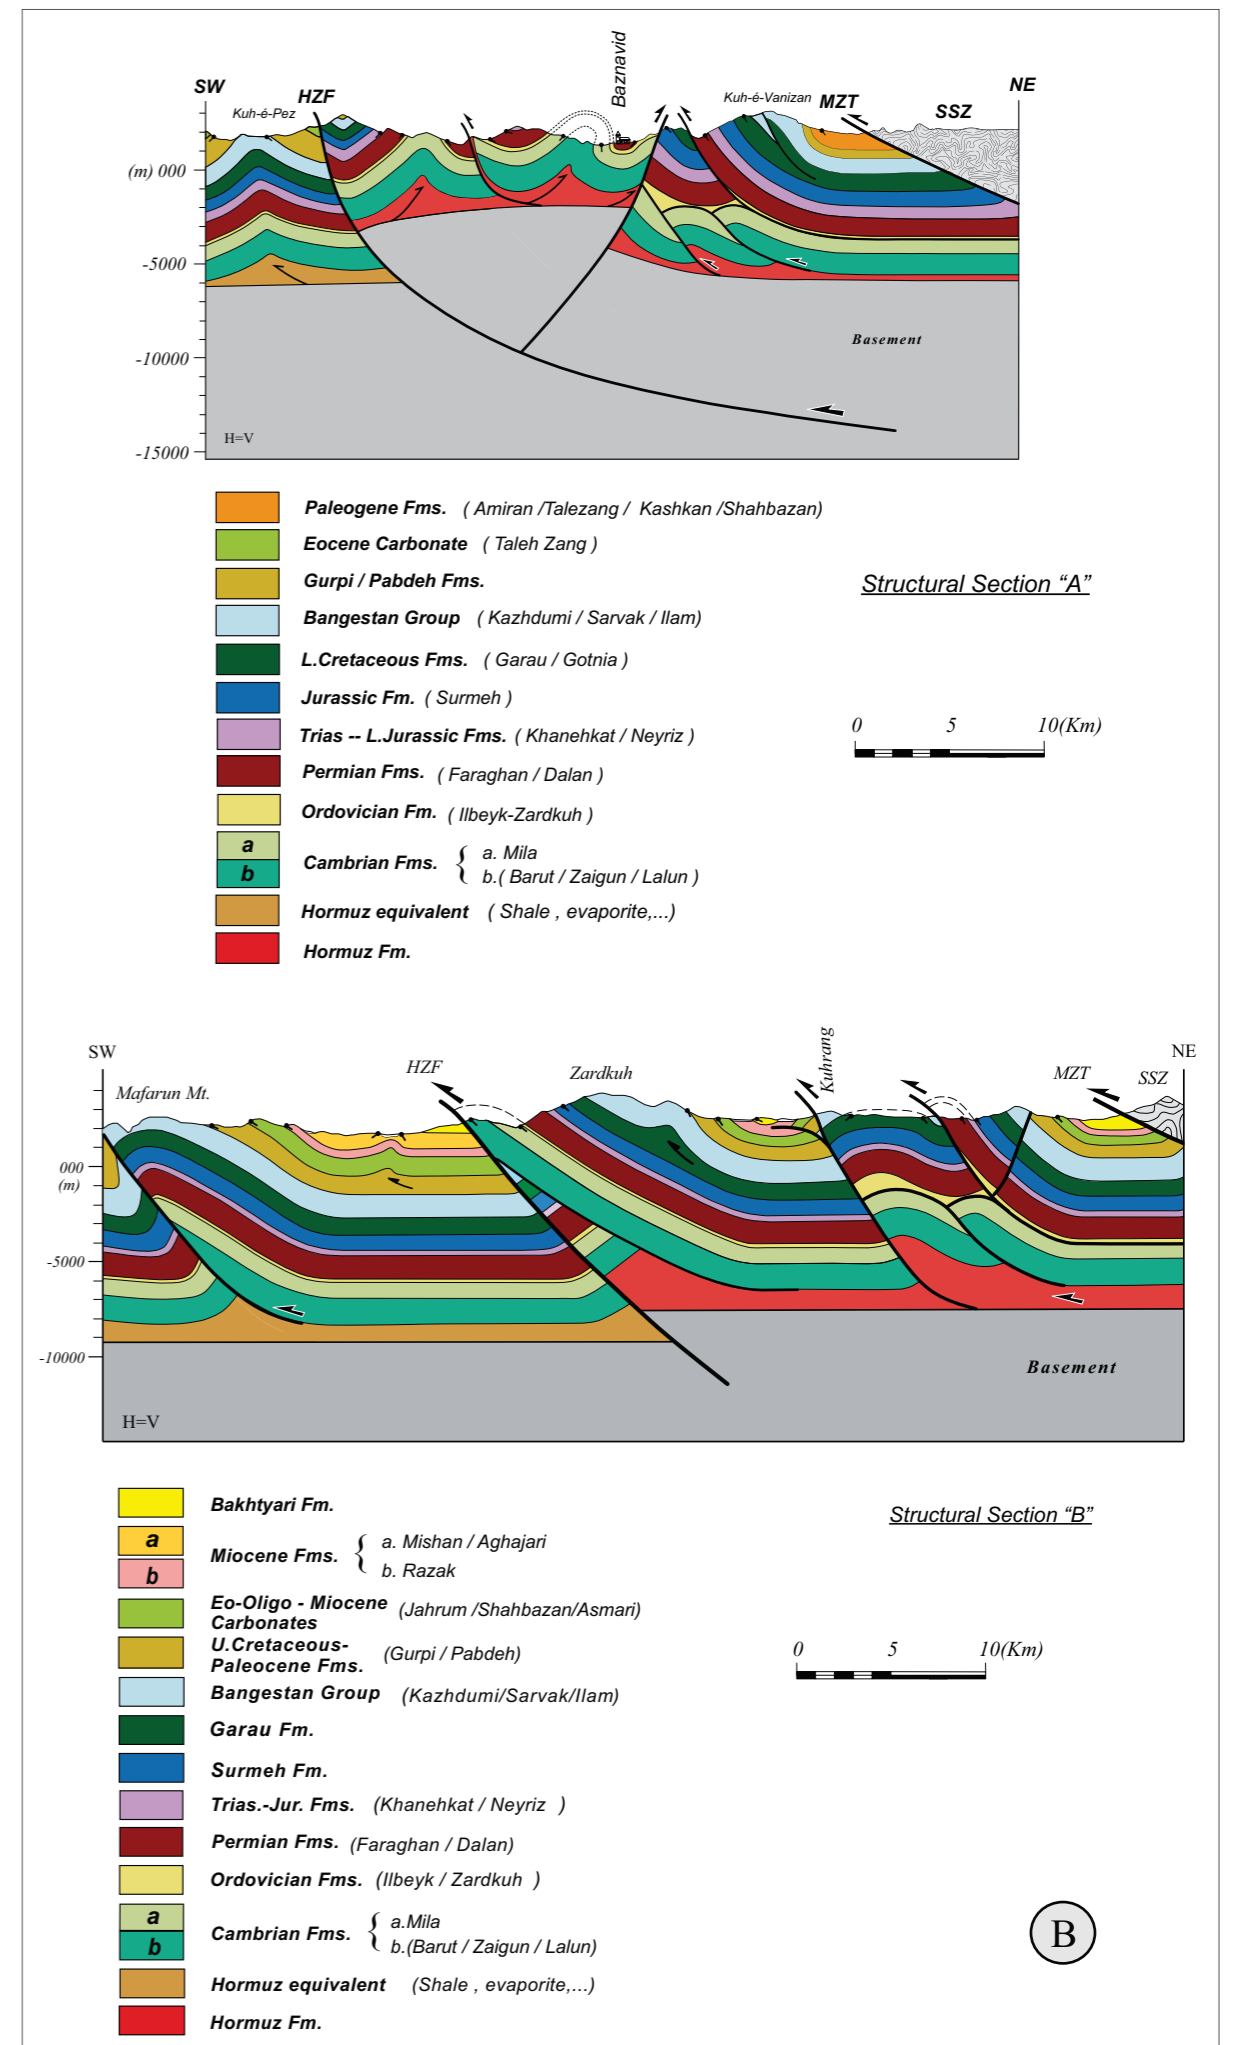 Baznavid
SW
HZF
Kuh-é-Pez
Kuh-é-Vanizan
MZT
SSZ
NE
(m) 000
-5000
-10000
-15000
Basement
H=V
Paleogene Fms. ( Amiran /Talezang / Kashkan /Shahbazan)
Eocene Carbonate ( Taleh Zang )
Gurpi / Pabdeh Fms.
Structural Section “A”
Bangestan Group ( Kazhdumi / Sarvak / Ilam)
L.Cretaceous Fms. ( Garau / Gotnia )
Jurassic Fm. ( Surmeh )
0 5 10(Km)
Trias -- L.Jurassic Fms. ( Khanehkat / Neyriz )
Permian Fms. ( Faraghan / Dalan )
Ordovician Fm. ( Ilbeyk-Zardkuh )
a
b
Cambrian Fms. { a. Mila
b.( Barut / Zaigun / Lalun )
Hormuz equivalent ( Shale , evaporite,...)
Hormuz Fm.
SW
Mafarun Mt.
HZF
Zardkuh
Kuhrang
MZT
SSZ
NE
000
(m)
-5000
-10000
Basement
H=V
Bakhtyari Fm.
Structural Section “B”
a
b
Miocene Fms. { a. Mishan / Aghajari
b. Razak
Eo-Oligo - Miocene
Carbonates (Jahrum /Shahbazan/Asmari)
U.Cretaceous-
Paleocene Fms. (Gurpi / Pabdeh)
0 5 10(Km)
Bangestan Group (Kazhdumi/Sarvak/Ilam)
Garau Fm.
Surmeh Fm.
Trias.-Jur. Fms. (Khanehkat / Neyriz )
Permian Fms. (Faraghan / Dalan)
Ordovician Fms. (Ilbeyk / Zardkuh )
a
b
Cambrian Fms. { a.Mila
b.(Barut / Zaigun / Lalun)
B
Hormuz equivalent (Shale , evaporite,...)
Hormuz Fm.